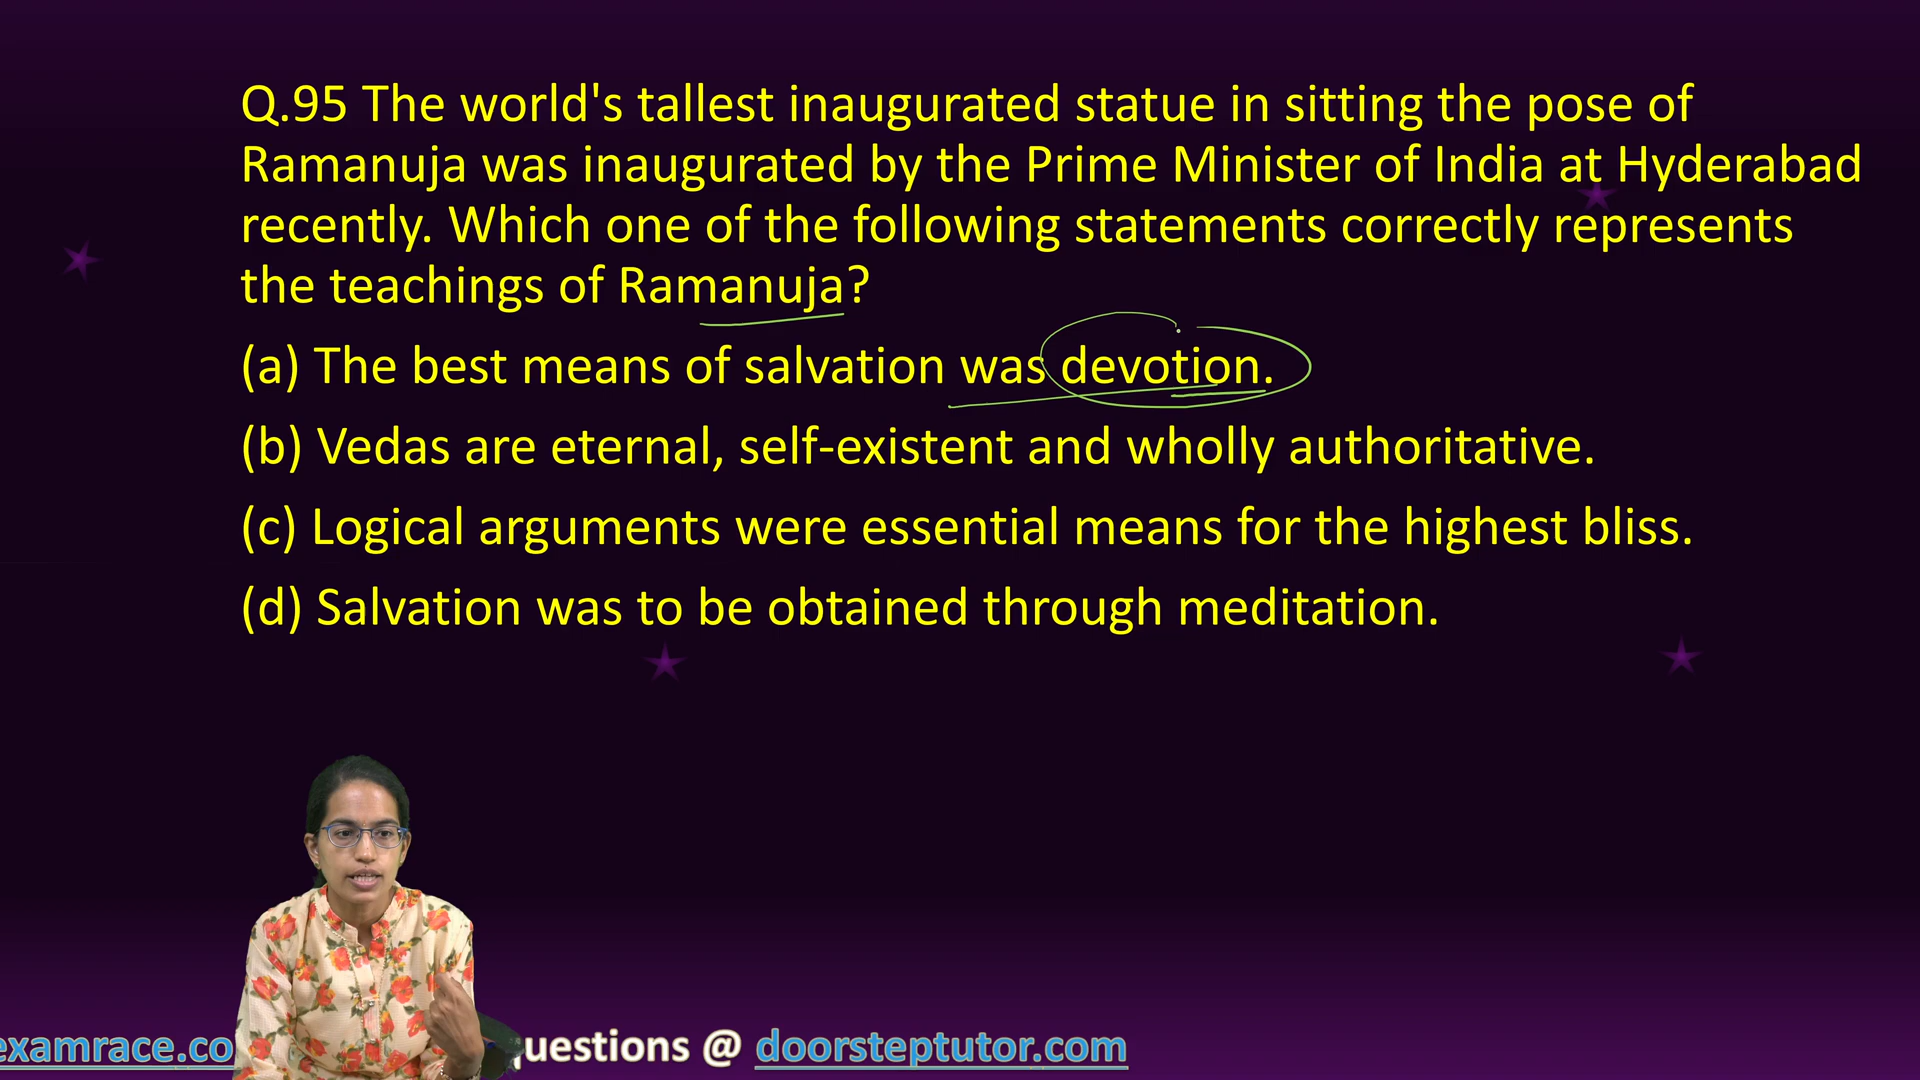 Q.95 The world's tallest inaugurated statue in sitting the pose of
Ramanuja was inaugurated by the Prime Minister of India at Hyderabad
recently. Which one of the following statements correctly represents
the teachings of Ramanuja?
(a) The best means of salvation was devotion.
(b) Vedas are eternal, self-existent and wholly authoritative.
(c) Logical arguments were essential means for the highest bliss.
(d) Salvation was to be obtained through meditation.
examrace.co uestions @ doorsteptutor.com